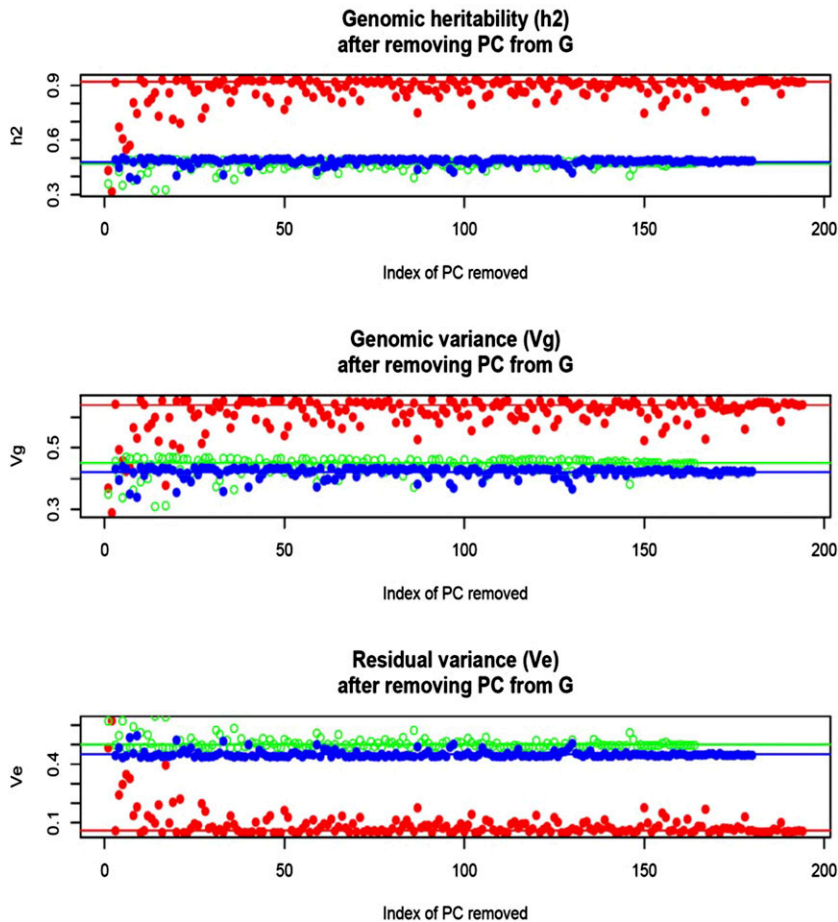 Genomic heritability (h2)
after removing PC from G
h2
0.9
0.6
0.3
0 50 100 150 200
Index of PC removed
Genomic variance (Vg)
after removing PC from G
Vg
0.5
0.3
0 50 100 150 200
Index of PC removed
Residual variance (Ve)
after removing PC from G
Ve
0.4
0.1
0 50 100 150 200
Index of PC removed